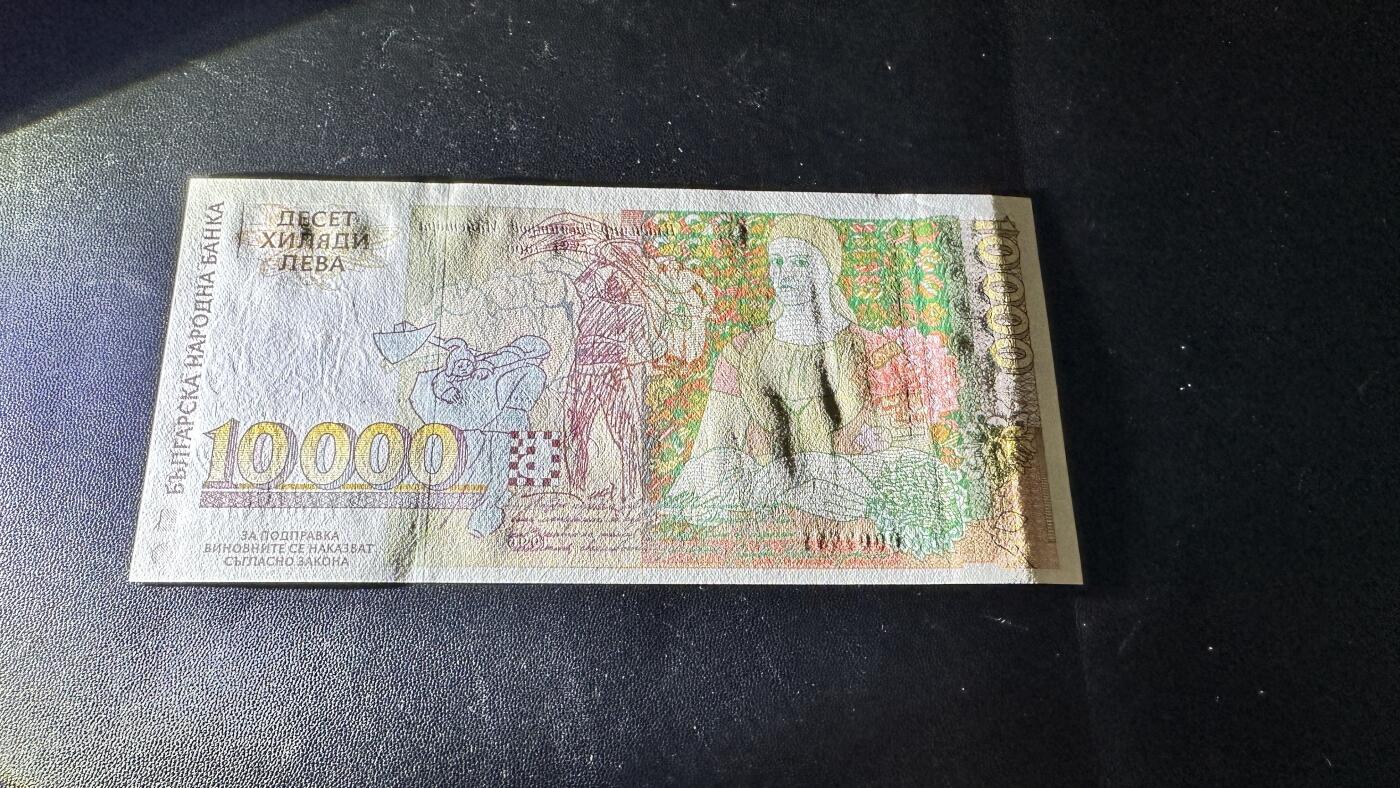 БЪЛГАРСКА НАРОДНА БАНКА
ДЕСЕТ
ХИЛЯДИ
ЛЕВА
10000
10000
ЗА ПОДПРАВКА
ВИНОВНИТЕ СЕ НАКАЗВАТ
СЪГЛАСНО ЗАКОНА